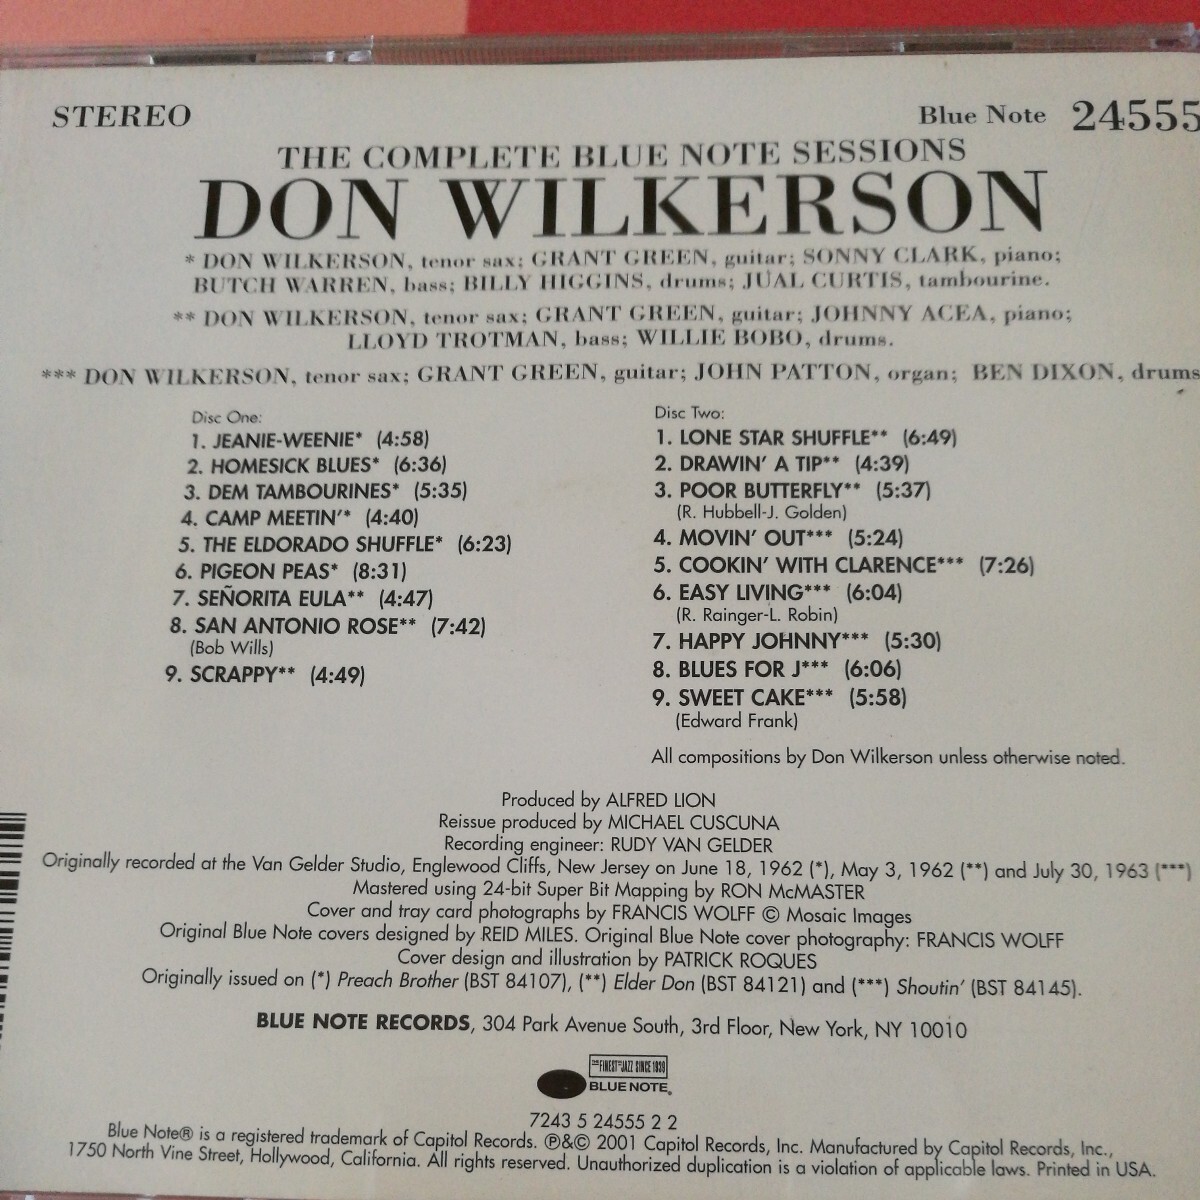 STEREO
Blue Note 24555
THE COMPLETE BLUE NOTE SESSIONS
DON WILKERSON
* DON WILKERSON, tenor sax; GRANT GREEN, guitar; SONNY CLARK, piano;
BUTCH WARREN, bass; BILLY HIGGINS, drums; JUAL CURTIS, tambourine.
** DON WILKERSON, tenor sax; GRANT GREEN, guitar; JOHNNY ACEA, piano;
LLOYD TROTMAN, bass; WILLIE BOBO, drums.
*** DON WILKERSON, tenor sax; GRANT GREEN, guitar; JOHN PATTON, organ; BEN DIXON, drums
Disc One:
1. JEANIE-WEENIE* (4:58)
2. HOMESICK BLUES* (6:36)
3. DEM TAMBOURINES* (5:35)
4. CAMP MEETIN'* (4:40)
5. THE ELDORADO SHUFFLE* (6:23)
6. PIGEON PEAS* (8:31)
7. SEÑORITA EULA** (4:47)
8. SAN ANTONIO ROSE** (7:42)
(Bob Wills)
9. SCRAPPY** (4:49)
Disc Two:
1. LONE STAR SHUFFLE** (6:49)
2. DRAWIN' A TIP** (4:39)
3. POOR BUTTERFLY** (5:37)
(R. Hubbell-J. Golden)
4. MOVIN' OUT*** (5:24)
5. COOKIN' WITH CLARENCE*** (7:26)
6. EASY LIVING*** (6:04)
(R. Rainger-L. Robin)
7. HAPPY JOHNNY*** (5:30)
8. BLUES FOR J*** (6:06)
9. SWEET CAKE*** (5:58)
(Edward Frank)
All compositions by Don Wilkerson unless otherwise noted.
Produced by ALFRED LION
Reissue produced by MICHAEL CUSCUNA
Recording engineer: RUDY VAN GELDER
Originally recorded at the Van Gelder Studio, Englewood Cliffs, New Jersey on June 18, 1962 (*), May 3, 1962 (**) and July 30, 1963 (***)
Mastered using 24-bit Super Bit Mapping by RON McMASTER
Cover and tray card photographs by FRANCIS WOLFF © Mosaic Images
Original Blue Note covers designed by REID MILES. Original Blue Note cover photography: FRANCIS WOLFF
Cover design and illustration by PATRICK ROQUES
Originally issued on (*) Preach Brother (BST 84107), (**) Elder Don (BST 84121) and (***) Shoutin' (BST 84145).
BLUE NOTE RECORDS, 304 Park Avenue South, 3rd Floor, New York, NY 10010
THE FINEST IN JAZZ SINCE 1939
BLUE NOTE®
7243 5 24555 2 2
Blue Note® is a registered trademark of Capitol Records. ℗&© 2001 Capitol Records, Inc. Manufactured by Capitol Records, Inc.,
1750 North Vine Street, Hollywood, California. All rights reserved. Unauthorized duplication is a violation of applicable laws. Printed in USA.